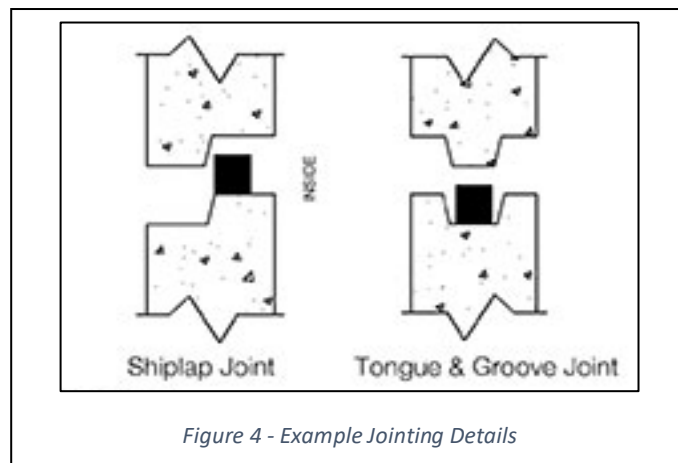 INSIDE
Shiplap Joint
Tongue & Groove Joint
Figure 4 - Example Jointing Details